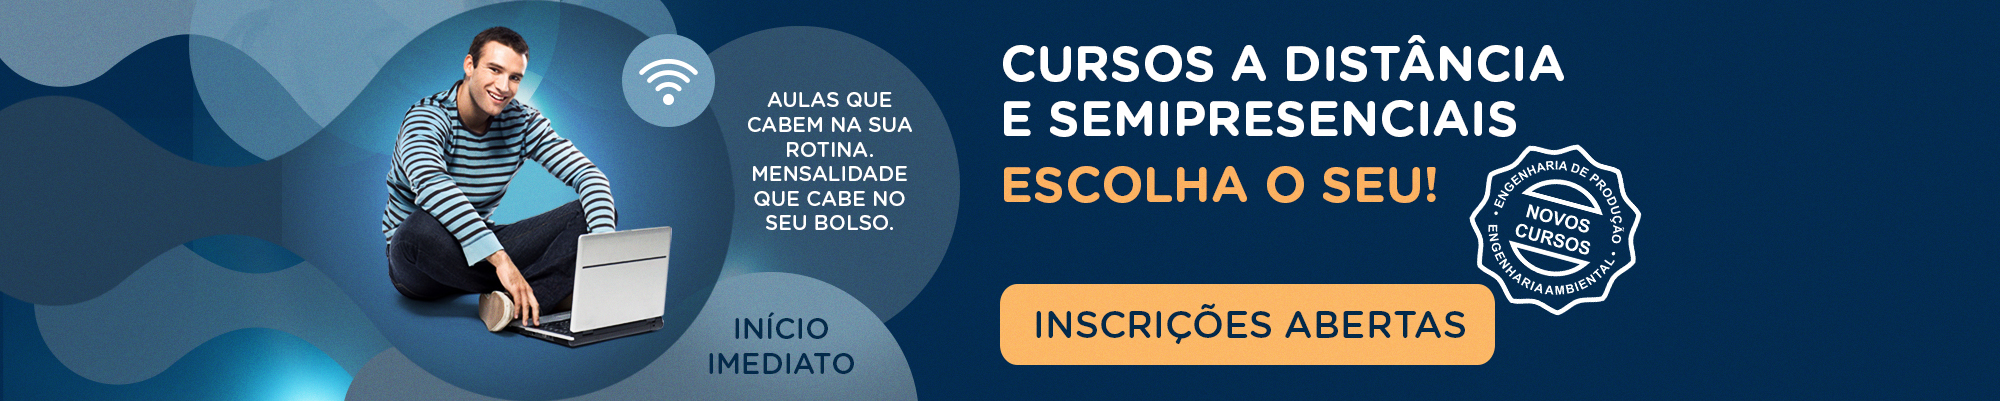 AULAS QUE
CABEM NA SUA
ROTINA.
MENSALIDADE
QUE CABE NO
SEU BOLSO.
INÍCIO
IMEDIATO
CURSOS A DISTÂNCIA
E SEMIPRESENCIAIS
ESCOLHA O SEU!
• ENGENHARIA DE PRODUÇÃO •
NOVOS
CURSOS
ENGENHARIA AMBIENTAL
INSCRIÇÕES ABERTAS